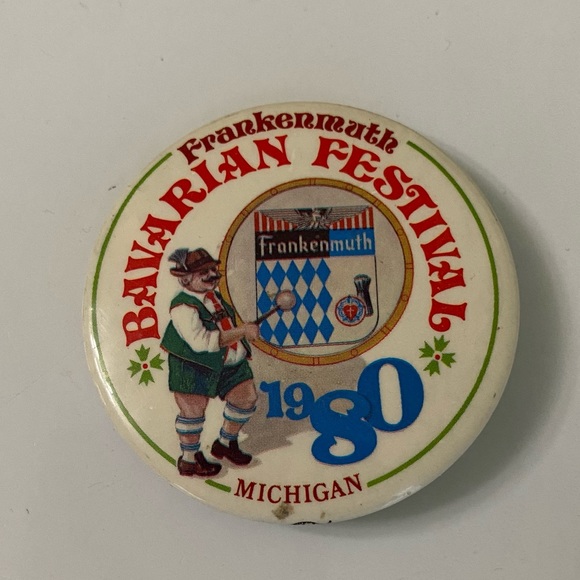 Frankenmuth
BAVARIAN FESTIVAL
Frankenmuth
1980
MICHIGAN